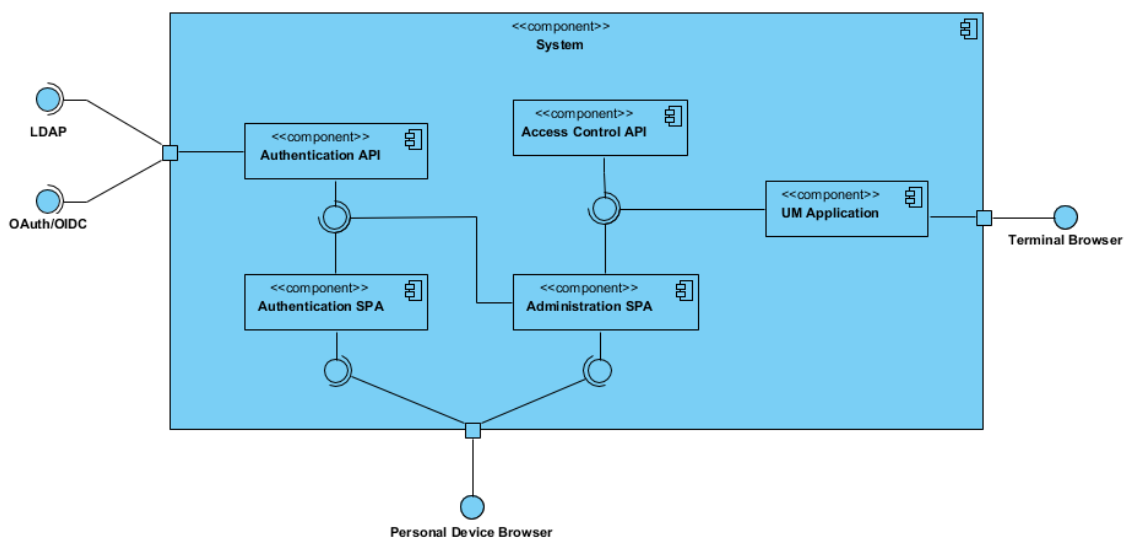 <<component>>
System
LDAP
OAuth/OIDC
<<component>>
Authentication API
<<component>>
Access Control API
<<component>>
UM Application
Terminal Browser
<<component>>
Authentication SPA
<<component>>
Administration SPA
Personal Device Browser